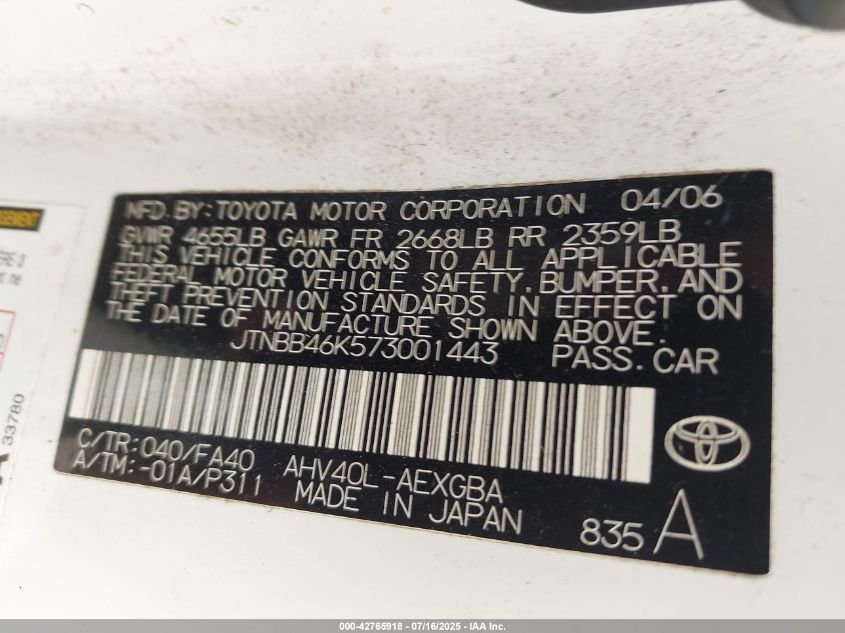 MFD. BY: TOYOTA MOTOR CORPORATION 04/06
GVWR 4655LB GAWR FR 2668LB RR 2359LB
THIS VEHICLE CONFORMS TO ALL APPLICABLE
FEDERAL MOTOR VEHICLE SAFETY, BUMPER, AND
THEFT PREVENTION STANDARDS IN EFFECT ON
THE DATE OF MANUFACTURE SHOWN ABOVE.
JTNBB46K573001443 PASS. CAR
C/TR: 040/FA40
A/TM: -01A/P311
AHV40L-AEXGBA
MADE IN JAPAN
835 A
33780
000-42765918 - 07/16/2025 - IAA Inc.